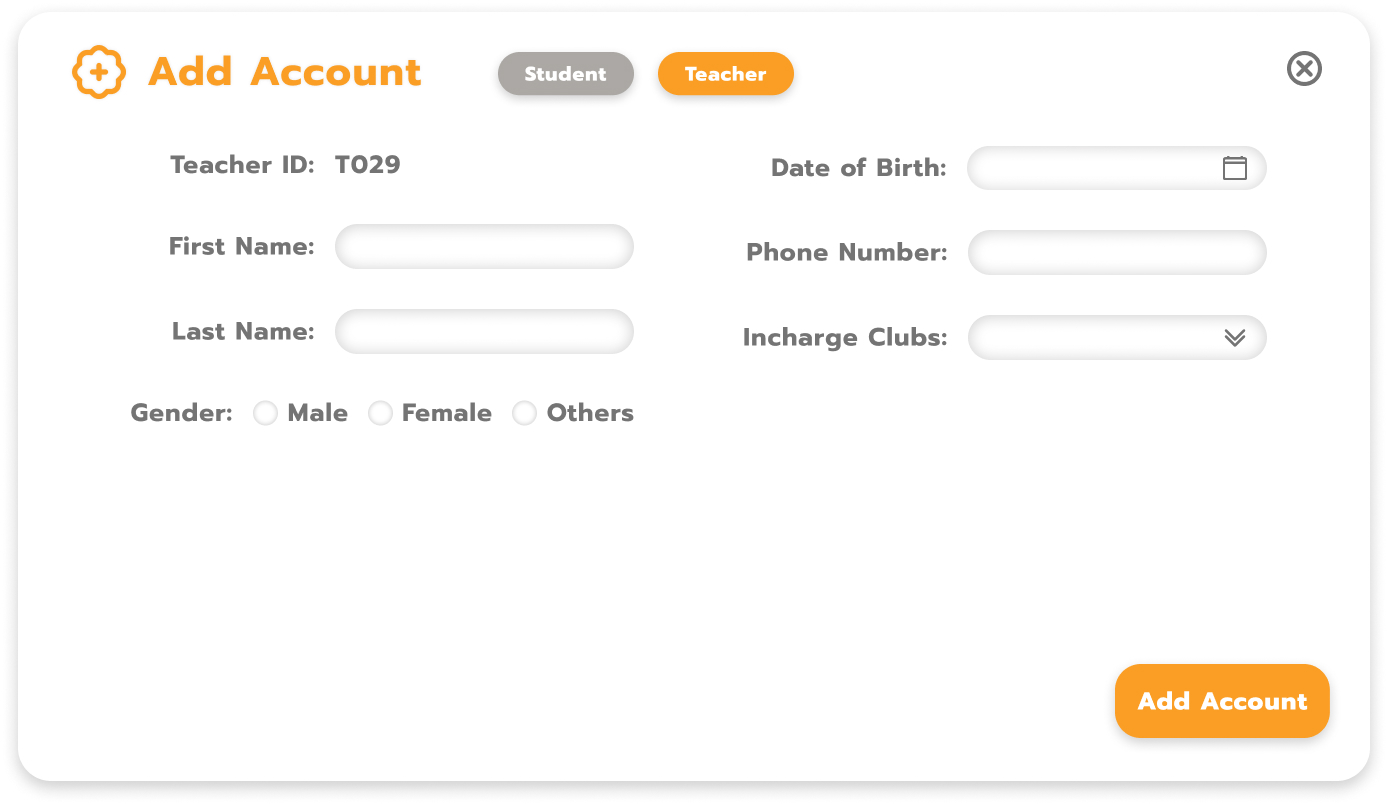 Add Account
Student
Teacher
Teacher ID: T029
First Name:
Last Name:
Gender: Male Female Others
Date of Birth:
Phone Number:
Incharge Clubs:
Add Account